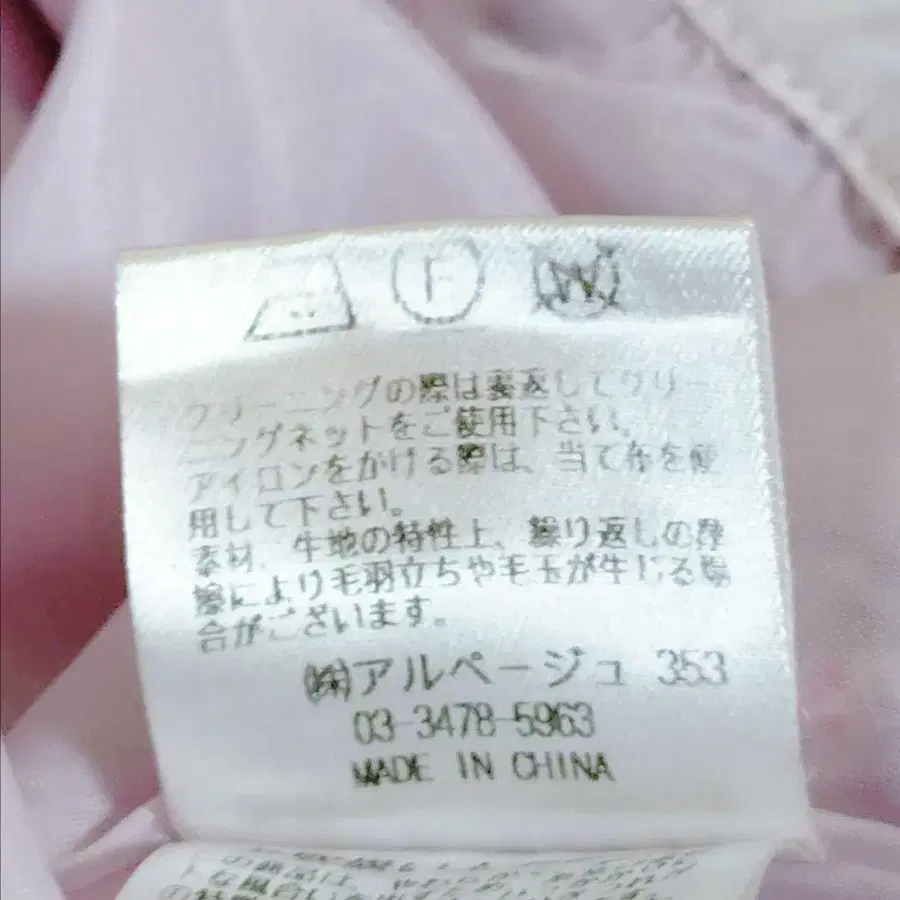 F W
クリーニングの際は裏返してクリー
ニングネットをご使用下さい。
アイロンをかける際は、当て布を使
用して下さい。
素材、生地の特性上、繰り返しの摩
擦により毛羽立ちや毛玉が生じる場
合がございます。
㈱アルページュ 353
03-3478-5963
MADE IN CHINA